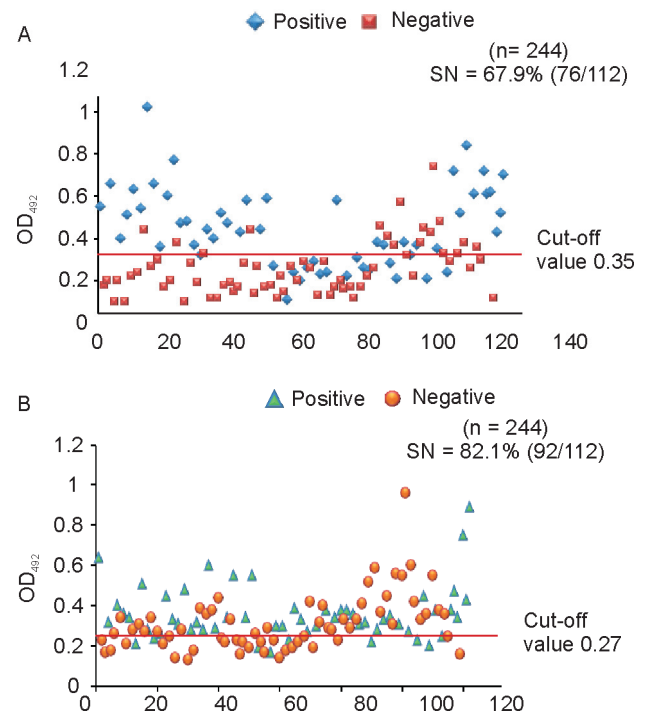 A
Positive Negative
(n= 244)
SN = 67.9% (76/112)
1.2
1
0.8
0.6
0.4
0.2
0
OD492
Cut-off
value 0.35
0 20 40 60 80 100 120 140
B
Positive Negative
(n = 244)
SN = 82.1% (92/112)
1.2
1
0.8
0.6
0.4
0.2
0
OD492
Cut-off
value 0.27
0 20 40 60 80 100 120